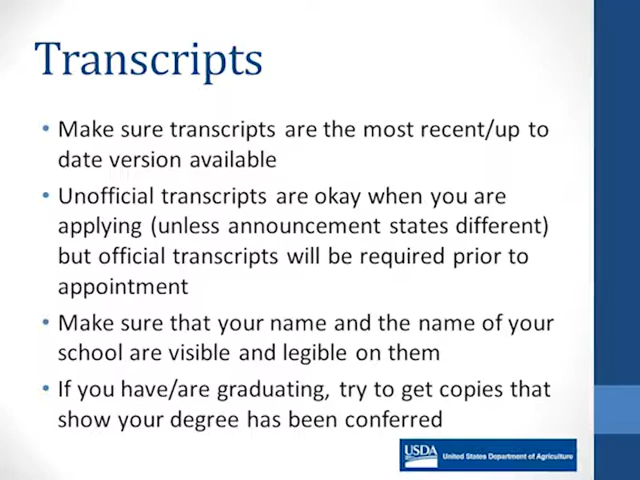 Transcripts
• Make sure transcripts are the most recent/up to
date version available
• Unofficial transcripts are okay when you are
applying (unless announcement states different)
but official transcripts will be required prior to
appointment
• Make sure that your name and the name of your
school are visible and legible on them
• If you have/are graduating, try to get copies that
show your degree has been conferred
USDA United States Department of Agriculture